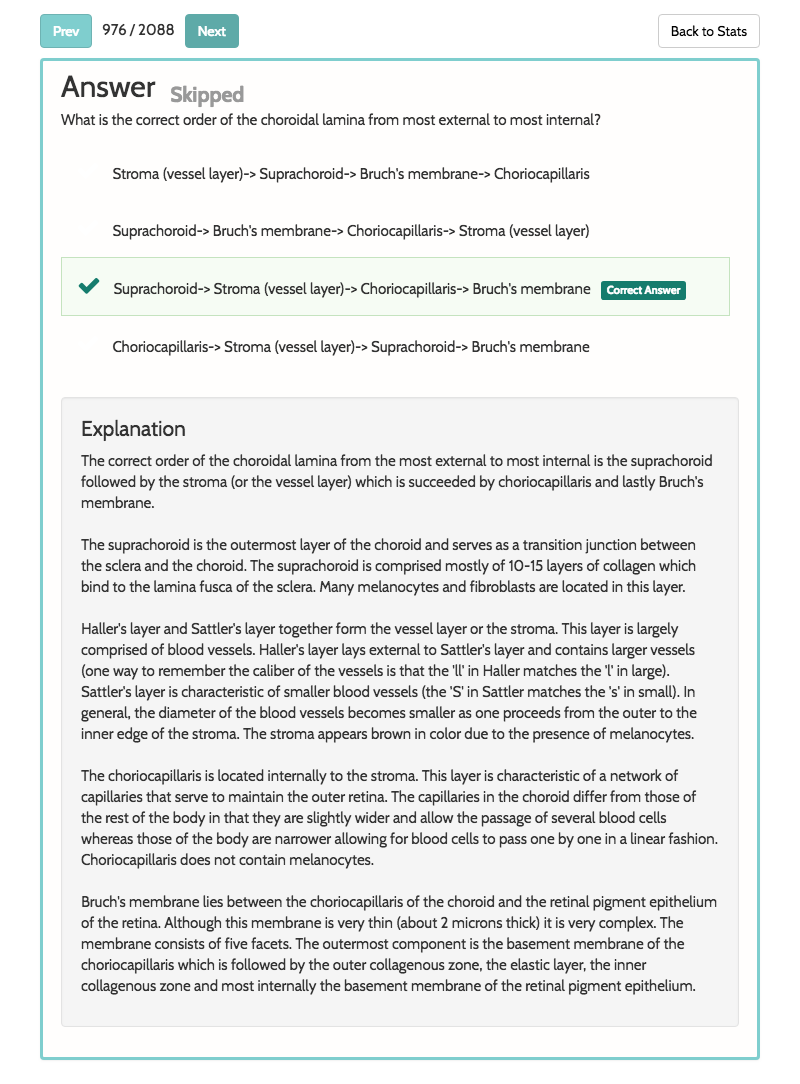 Prev 976 / 2088 Next Back to Stats
Answer Skipped
What is the correct order of the choroidal lamina from most external to most internal?
Stroma (vessel layer)-> Suprachoroid-> Bruch's membrane-> Choriocapillaris
Suprachoroid-> Bruch's membrane-> Choriocapillaris-> Stroma (vessel layer)
Suprachoroid-> Stroma (vessel layer)-> Choriocapillaris-> Bruch's membrane Correct Answer
Choriocapillaris-> Stroma (vessel layer)-> Suprachoroid-> Bruch's membrane
Explanation
The correct order of the choroidal lamina from the most external to most internal is the suprachoroid
followed by the stroma (or the vessel layer) which is succeeded by choriocapillaris and lastly Bruch's
membrane.
The suprachoroid is the outermost layer of the choroid and serves as a transition junction between
the sclera and the choroid. The suprachoroid is comprised mostly of 10-15 layers of collagen which
bind to the lamina fusca of the sclera. Many melanocytes and fibroblasts are located in this layer.
Haller's layer and Sattler's layer together form the vessel layer or the stroma. This layer is largely
comprised of blood vessels. Haller's layer lays external to Sattler's layer and contains larger vessels
(one way to remember the caliber of the vessels is that the 'll' in Haller matches the 'l' in large).
Sattler's layer is characteristic of smaller blood vessels (the 'S' in Sattler matches the 's' in small). In
general, the diameter of the blood vessels becomes smaller as one proceeds from the outer to the
inner edge of the stroma. The stroma appears brown in color due to the presence of melanocytes.
The choriocapillaris is located internally to the stroma. This layer is characteristic of a network of
capillaries that serve to maintain the outer retina. The capillaries in the choroid differ from those of
the rest of the body in that they are slightly wider and allow the passage of several blood cells
whereas those of the body are narrower allowing for blood cells to pass one by one in a linear fashion.
Choriocapillaris does not contain melanocytes.
Bruch's membrane lies between the choriocapillaris of the choroid and the retinal pigment epithelium
of the retina. Although this membrane is very thin (about 2 microns thick) it is very complex. The
membrane consists of five facets. The outermost component is the basement membrane of the
choriocapillaris which is followed by the outer collagenous zone, the elastic layer, the inner
collagenous zone and most internally the basement membrane of the retinal pigment epithelium.